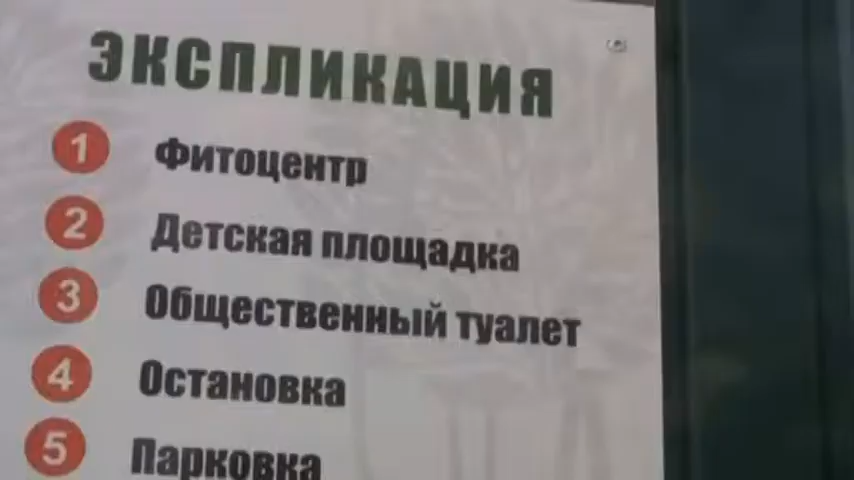 ЭКСПЛИКАЦИЯ
1 Фитоцентр
2 Детская площадка
3 Общественный туалет
4 Остановка
5 Парковка